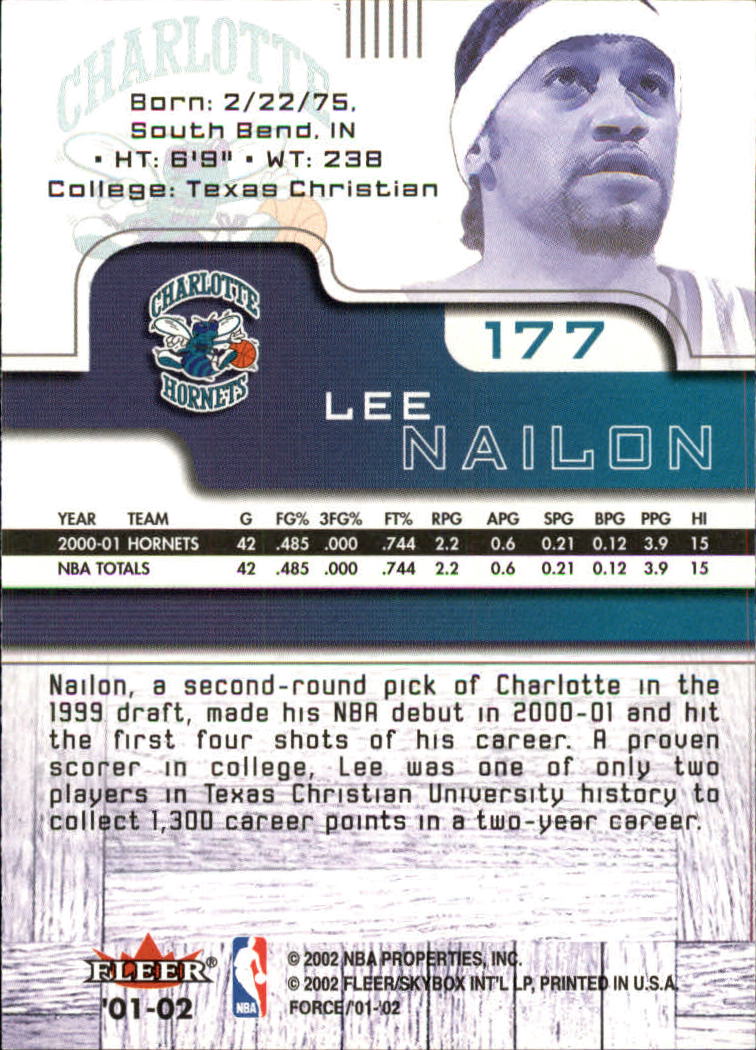 CHARLOTTE
Born: 2/22/75,
South Bend, IN
• HT: 6'9" • WT: 238
College: Texas Christian
CHARLOTTE
HORNETS
177
LEE
NAILON
YEAR TEAM G FG% 3FG% FT% RPG APG SPG BPG PPG HI
2000-01 HORNETS 42 .485 .000 .744 2.2 0.6 0.21 0.12 3.9 15
NBA TOTALS 42 .485 .000 .744 2.2 0.6 0.21 0.12 3.9 15
Nailon, a second-round pick of Charlotte in the
1999 draft, made his NBA debut in 2000-01 and hit
the first four shots of his career. A proven
scorer in college, Lee was one of only two
players in Texas Christian University history to
collect 1,300 career points in a two-year career.
FLEER®
'01-02
NBA
© 2002 NBA PROPERTIES, INC.
© 2002 FLEER/SKYBOX INT'L LP, PRINTED IN U.S.A.
FORCE/'01-'02